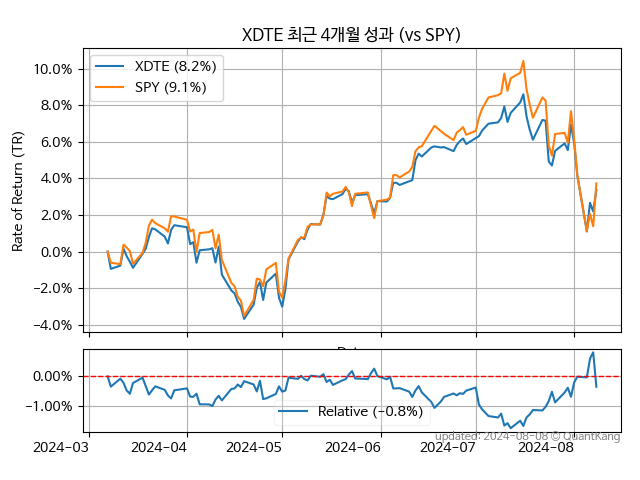 XDTE 최근 4개월 성과 (vs SPY)
XDTE (8.2%)
SPY (9.1%)
Rate of Return (TR)
10.0%
8.0%
6.0%
4.0%
2.0%
0.0%
−2.0%
−4.0%
0.00%
−1.00%
Relative (−0.8%)
2024-03
2024-04
2024-05
2024-06
2024-07
2024-08
updated: 2024-08-08 © QuantKang